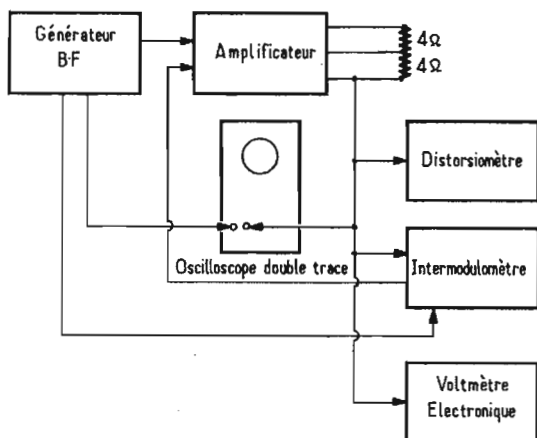 Générateur
B.F
Amplificateur
4Ω
4Ω
Distorsiomètre
Oscilloscope double trace
Intermodulomètre
Voltmètre
Electronique